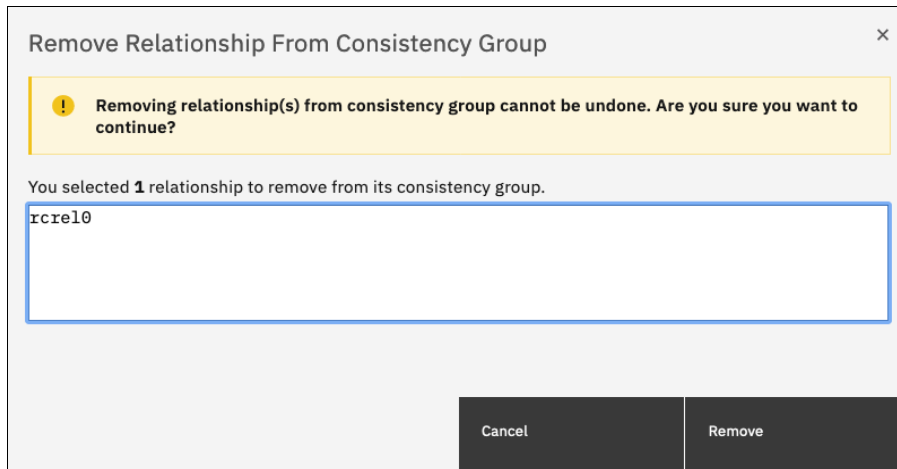 Remove Relationship From Consistency Group
×
! Removing relationship(s) from consistency group cannot be undone. Are you sure you want to
continue?
You selected 1 relationship to remove from its consistency group.
rcrel0
Cancel
Remove